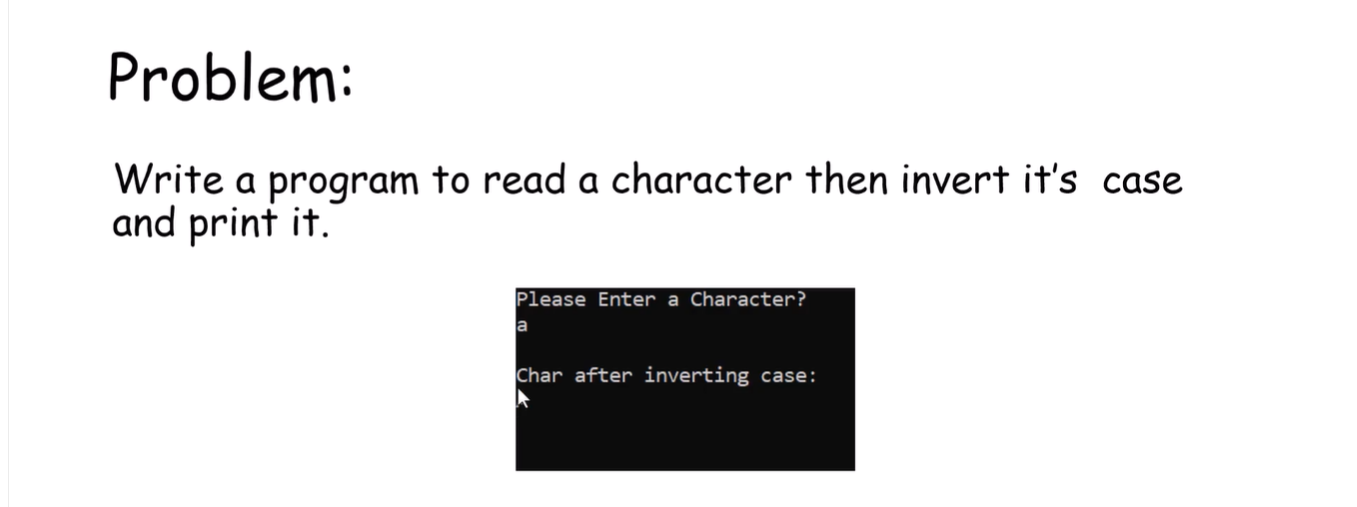 Problem:
Write a program to read a character then invert it's case
and print it.
Please Enter a Character?
a
Char after inverting case: